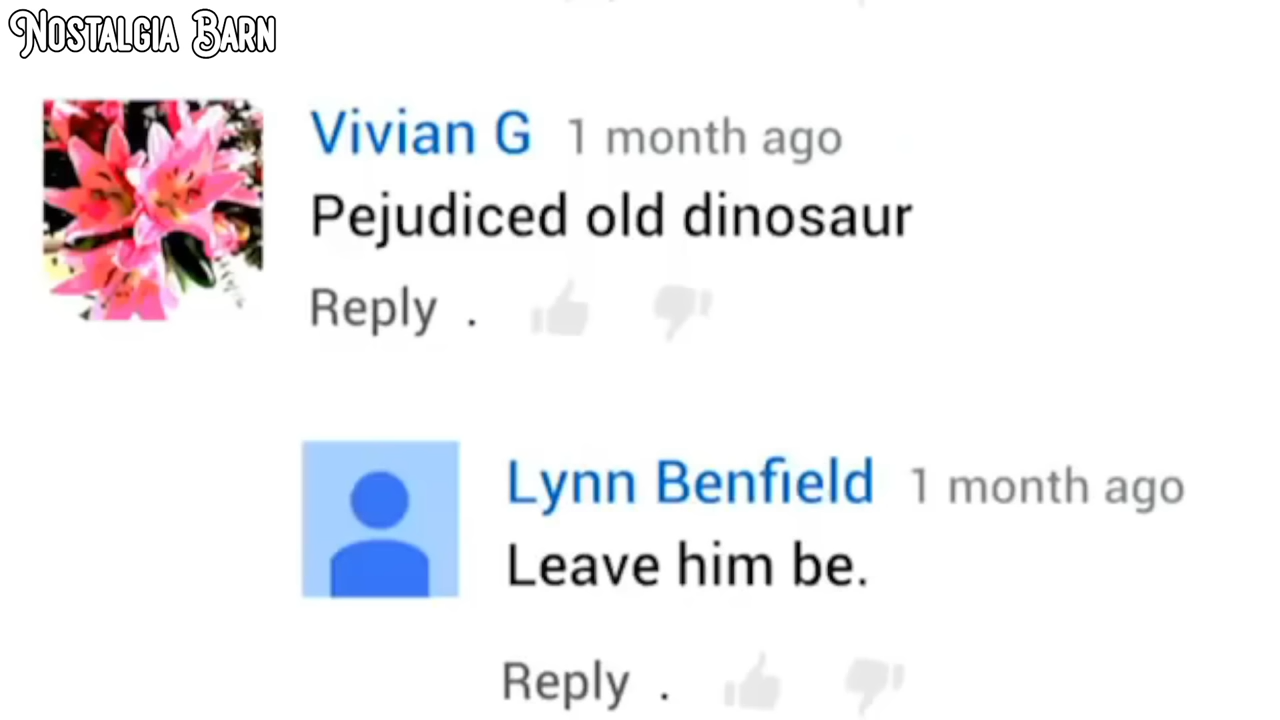 Nostalgia Barn
Vivian G 1 month ago
Pejudiced old dinosaur
Reply .
Lynn Benfield 1 month ago
Leave him be.
Reply .